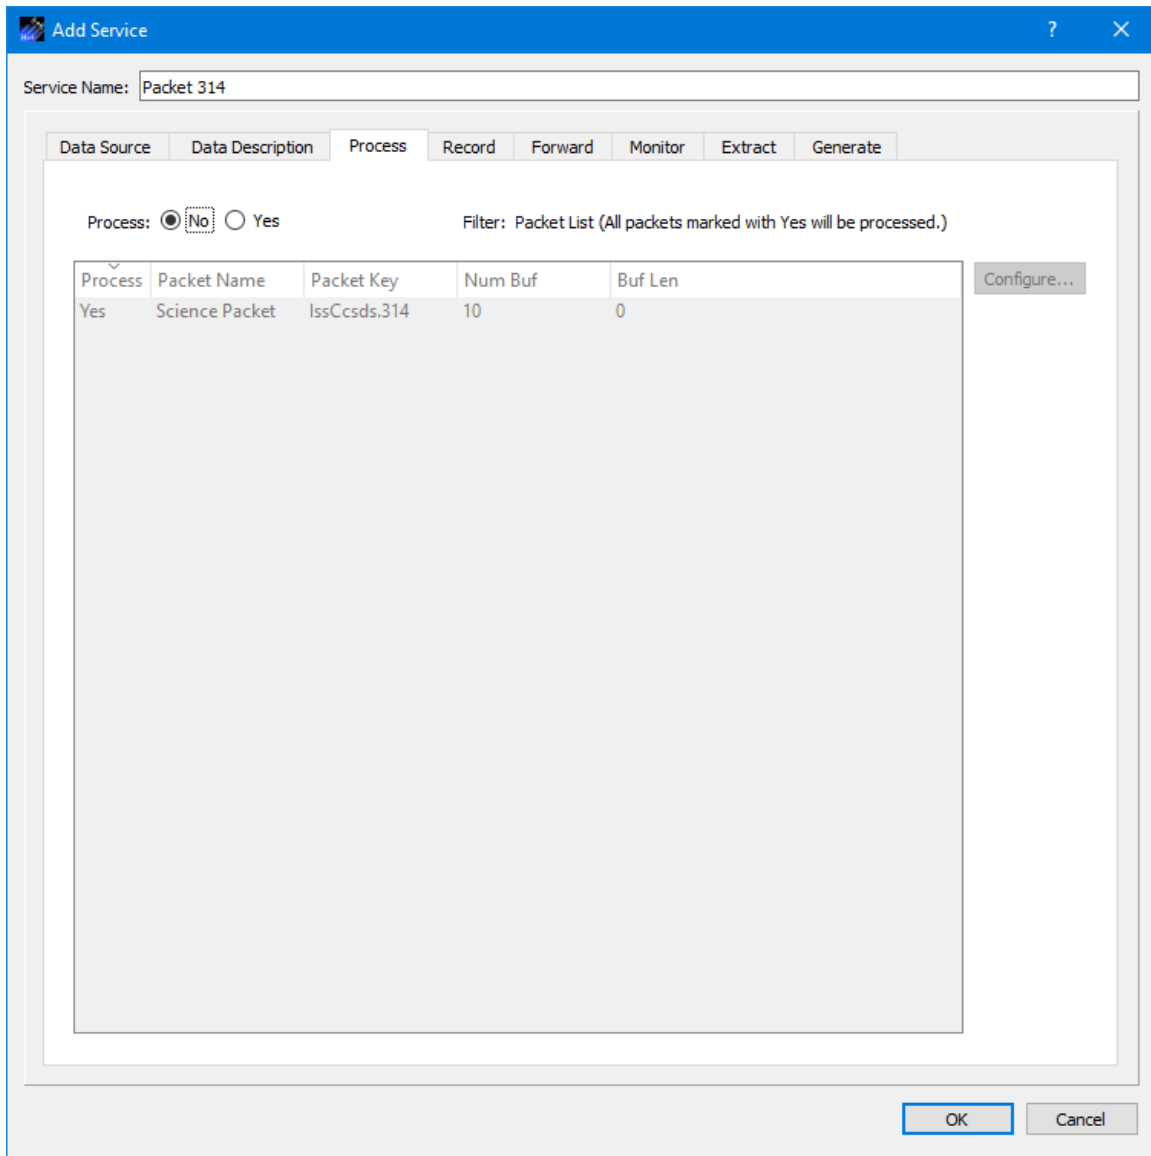 Add Service
Service Name: Packet 314
Data Source Data Description Process Record Forward Monitor Extract Generate
Process: No Yes Filter: Packet List (All packets marked with Yes will be processed.)
Process Packet Name Packet Key Num Buf Buf Len Configure...
Yes Science Packet IssCcsds.314 10 0
OK Cancel